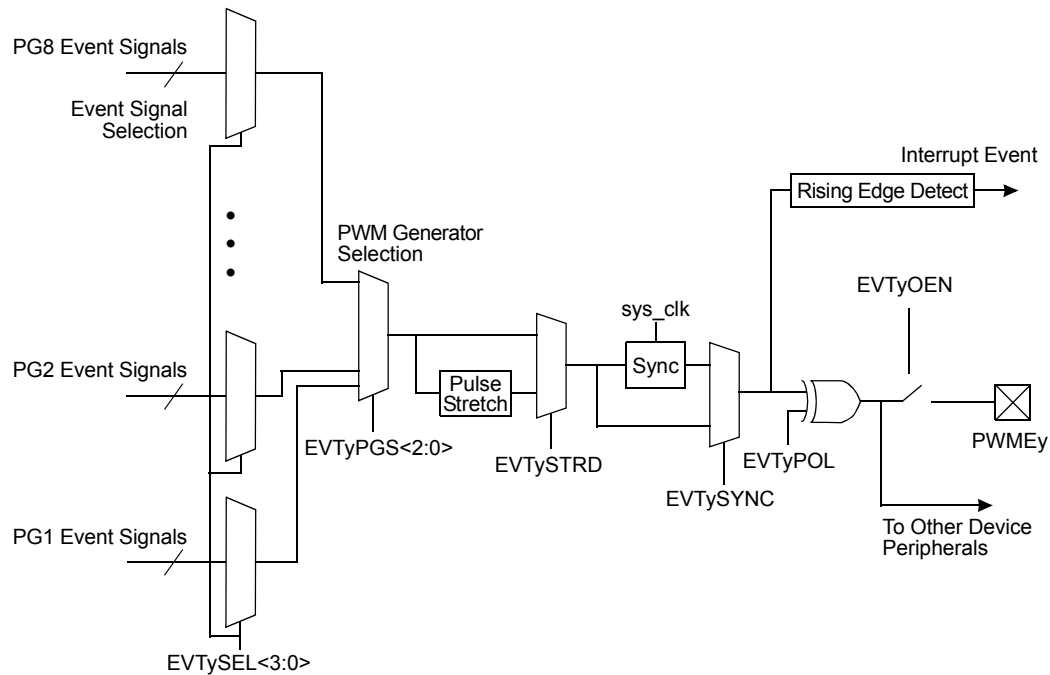 PG8 Event Signals
Event Signal
Selection
Interrupt Event
Rising Edge Detect
PWM Generator
Selection
EVTyOEN
sys_clk
PG2 Event Signals
Sync
Pulse
Stretch
PWMEy
EVTyPGS<2:0>
EVTySTRD
EVTyPOL
EVTySYNC
To Other Device
Peripherals
PG1 Event Signals
EVTySEL<3:0>